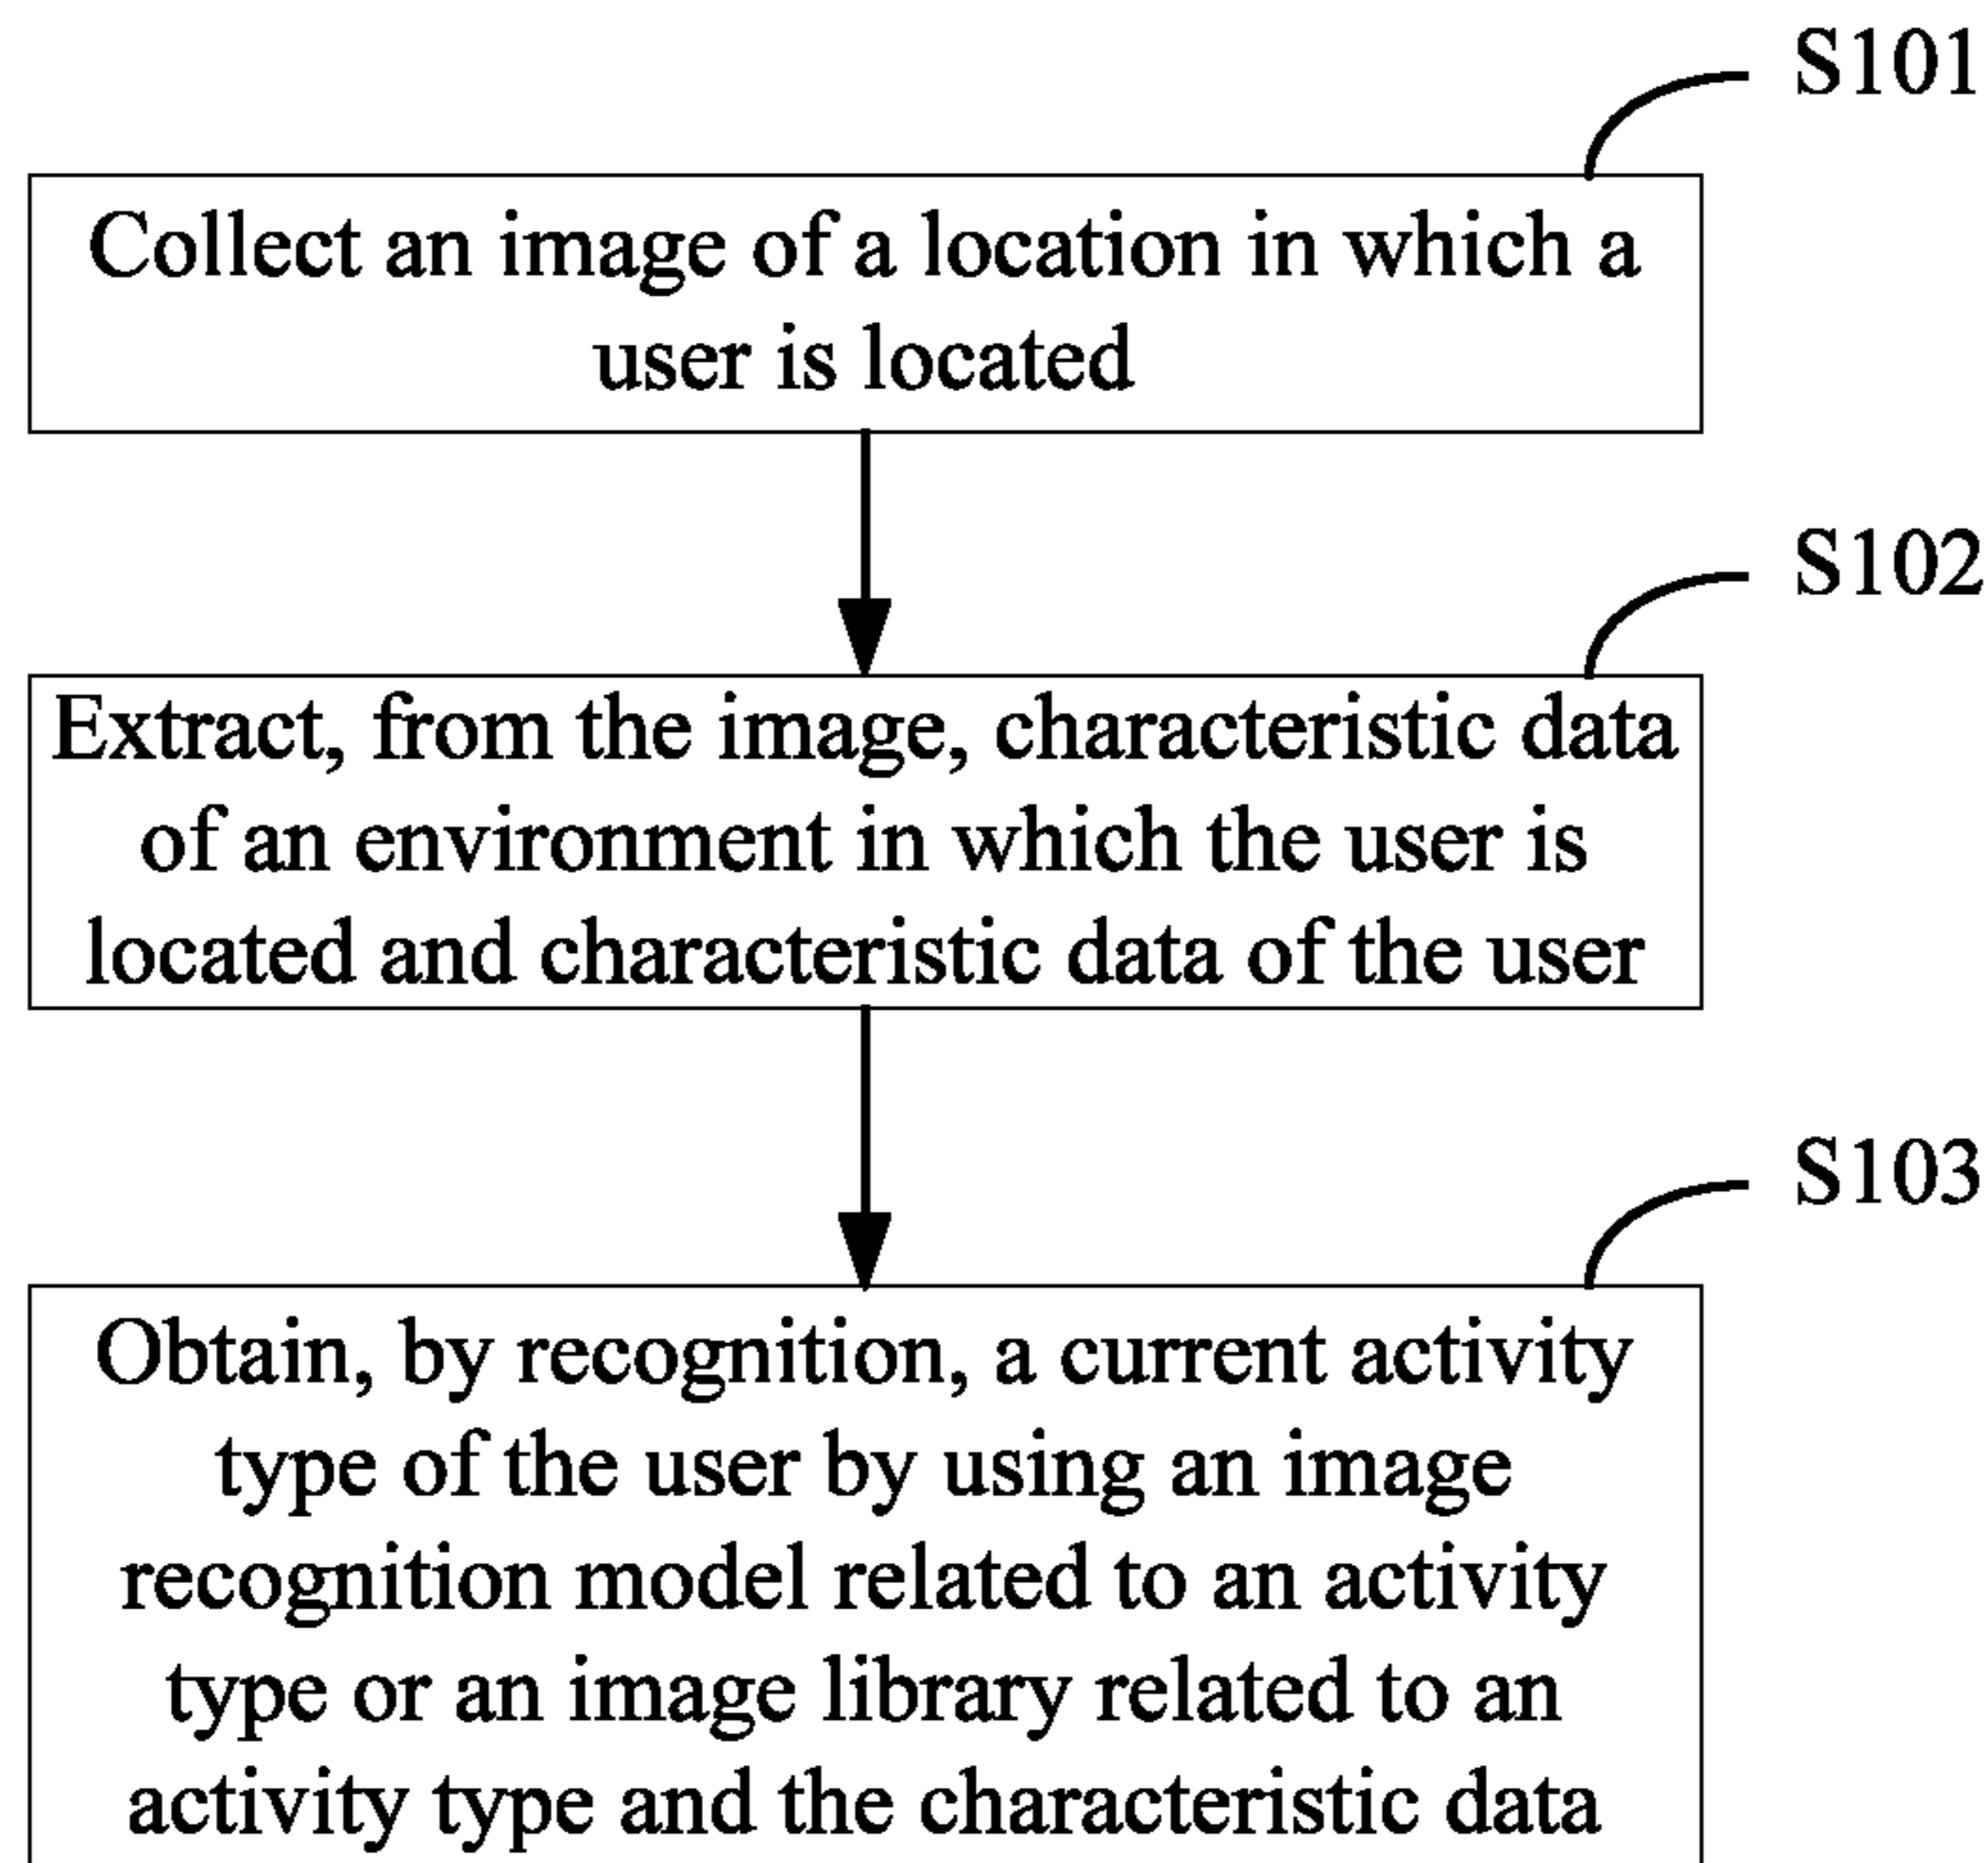 S101
Collect an image of a location in which a
user is located
S102
Extract, from the image, characteristic data
of an environment in which the user is
located and characteristic data of the user
S103
Obtain, by recognition, a current activity
type of the user by using an image
recognition model related to an activity
type or an image library related to an
activity type and the characteristic data